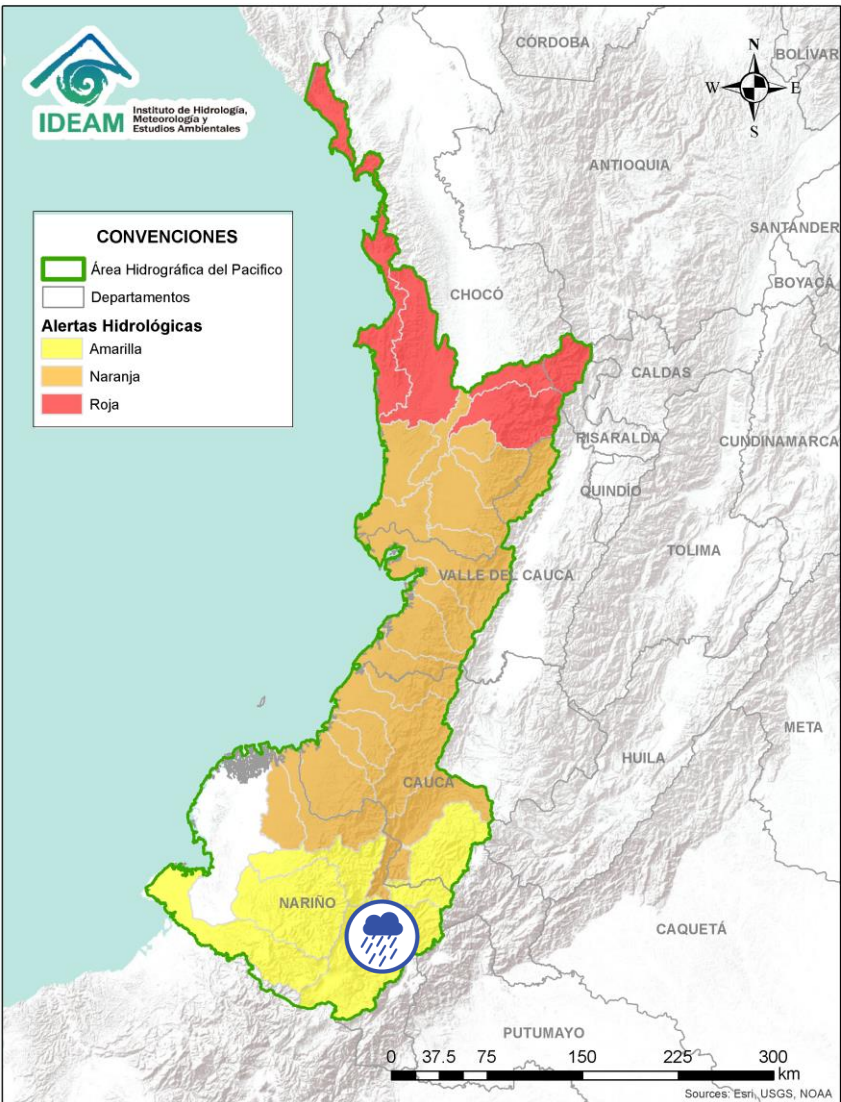 IDEAM
Instituto de Hidrología,
Meteorología y
Estudios Ambientales
CÓRDOBA
BOLIVAR
N
W
E
S
ANTIOQUIA
SANTANDER
CONVENCIONES
Área Hidrográfica del Pacifico
Departamentos
Alertas Hidrológicas
Amarilla
Naranja
Roja
BOYACÁ
CHOCÓ
CALDAS
RISARALDA
CUNDINAMARCA
QUINDÍO
TOLIMA
VALLE DEL CAUCA
META
HUILA
CAUCA
NARIÑO
CAQUETÁ
PUTUMAYO
0 37.5 75 150 225 300
km
Sources: Esri, USGS, NOAA